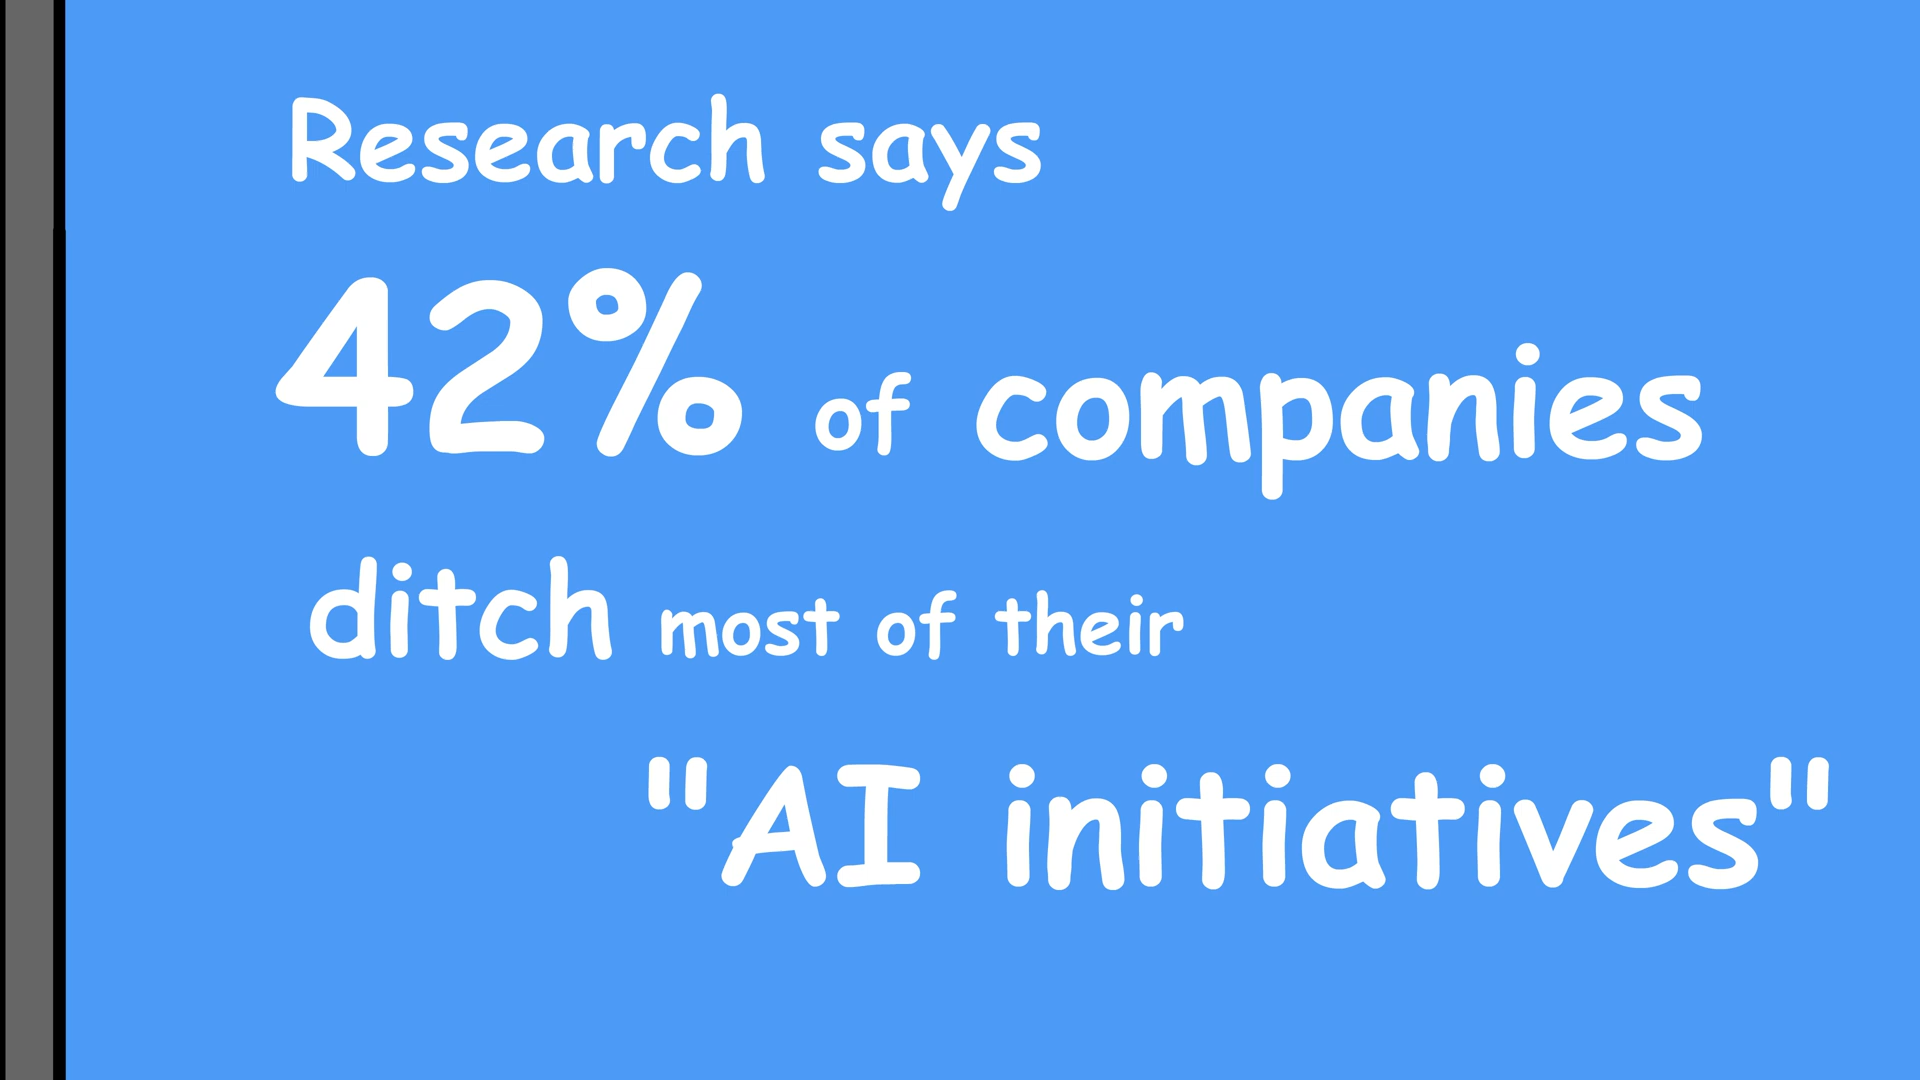 Research says
42% of companies
ditch most of their
"AI initiatives"